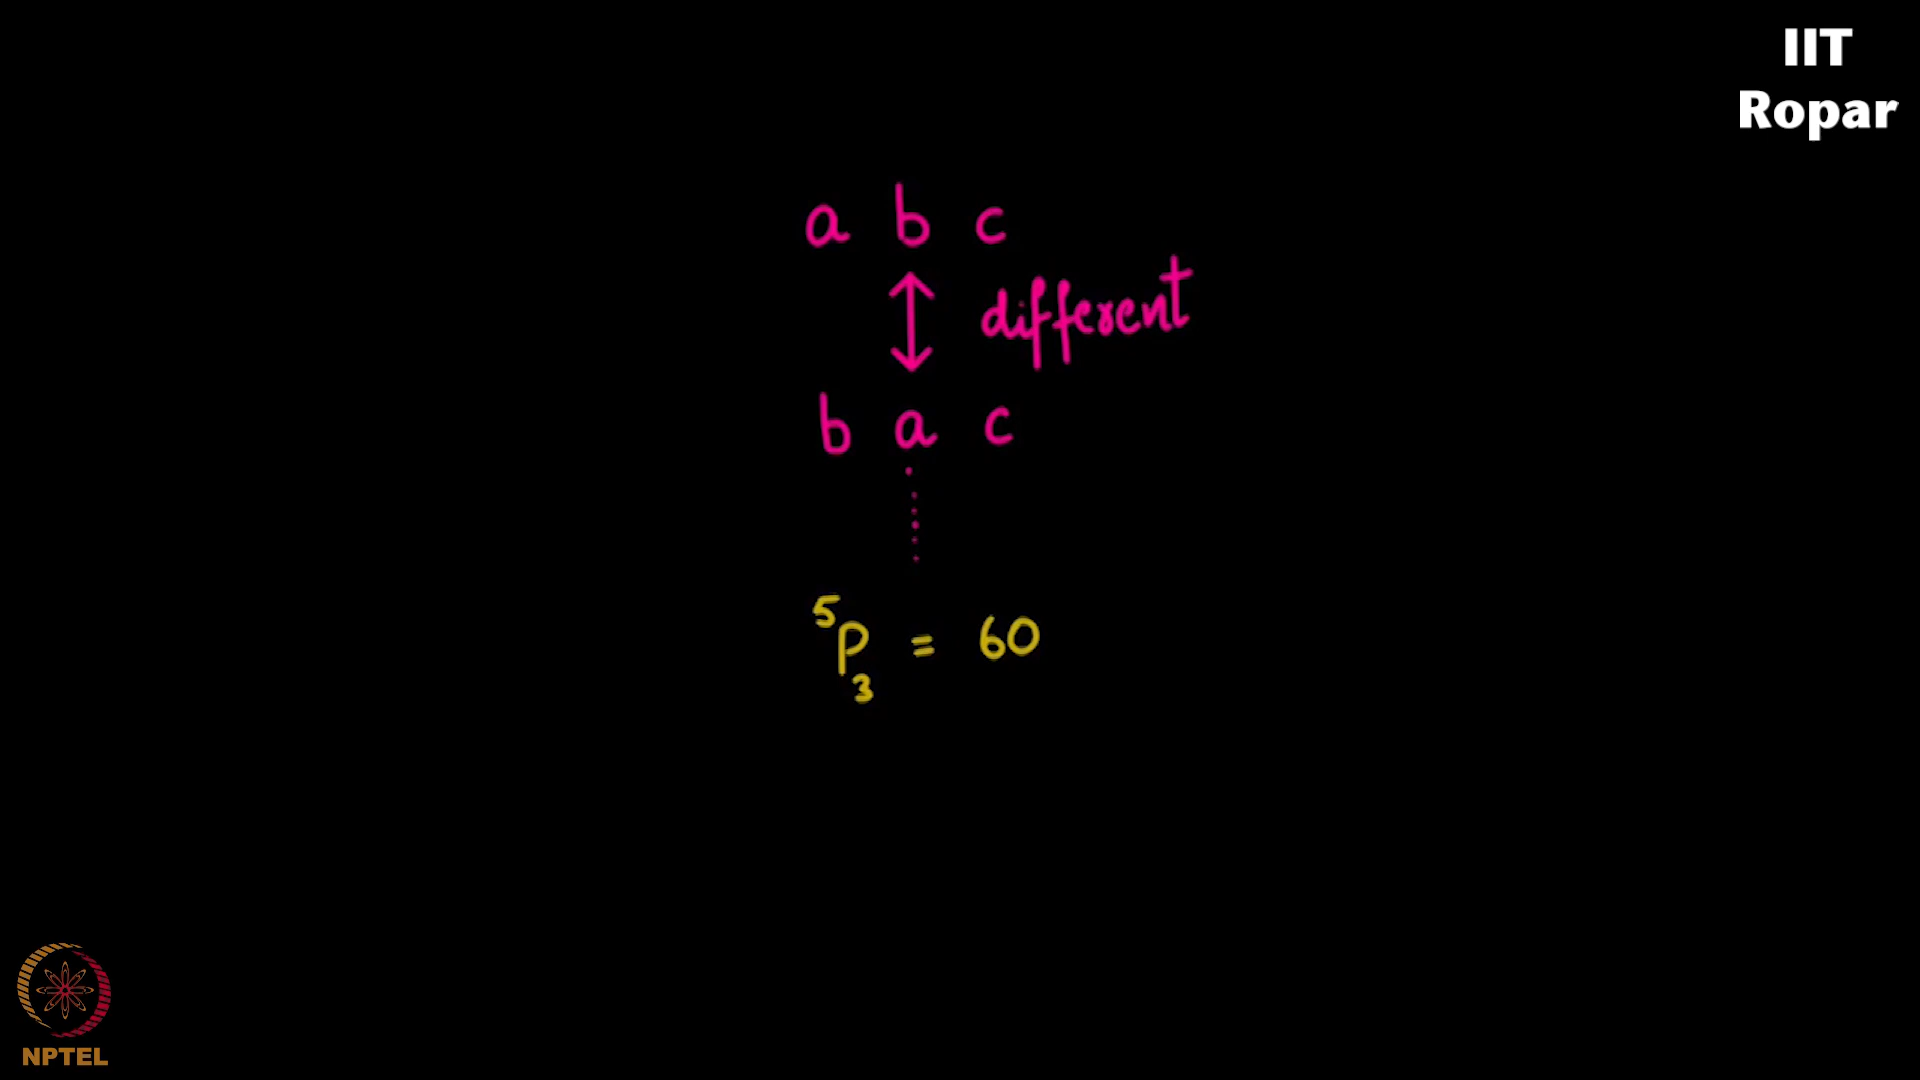 IIT
Ropar
a b c
different
b a c
⁵P₃ = 60
NPTEL